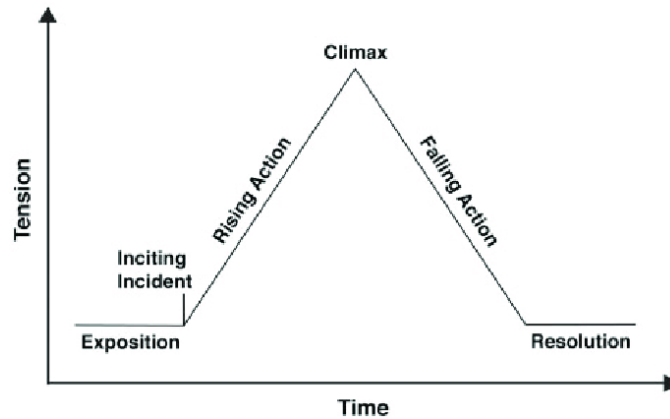 Climax
Tension
Rising Action
Falling Action
Inciting
Incident
Exposition
Resolution
Time